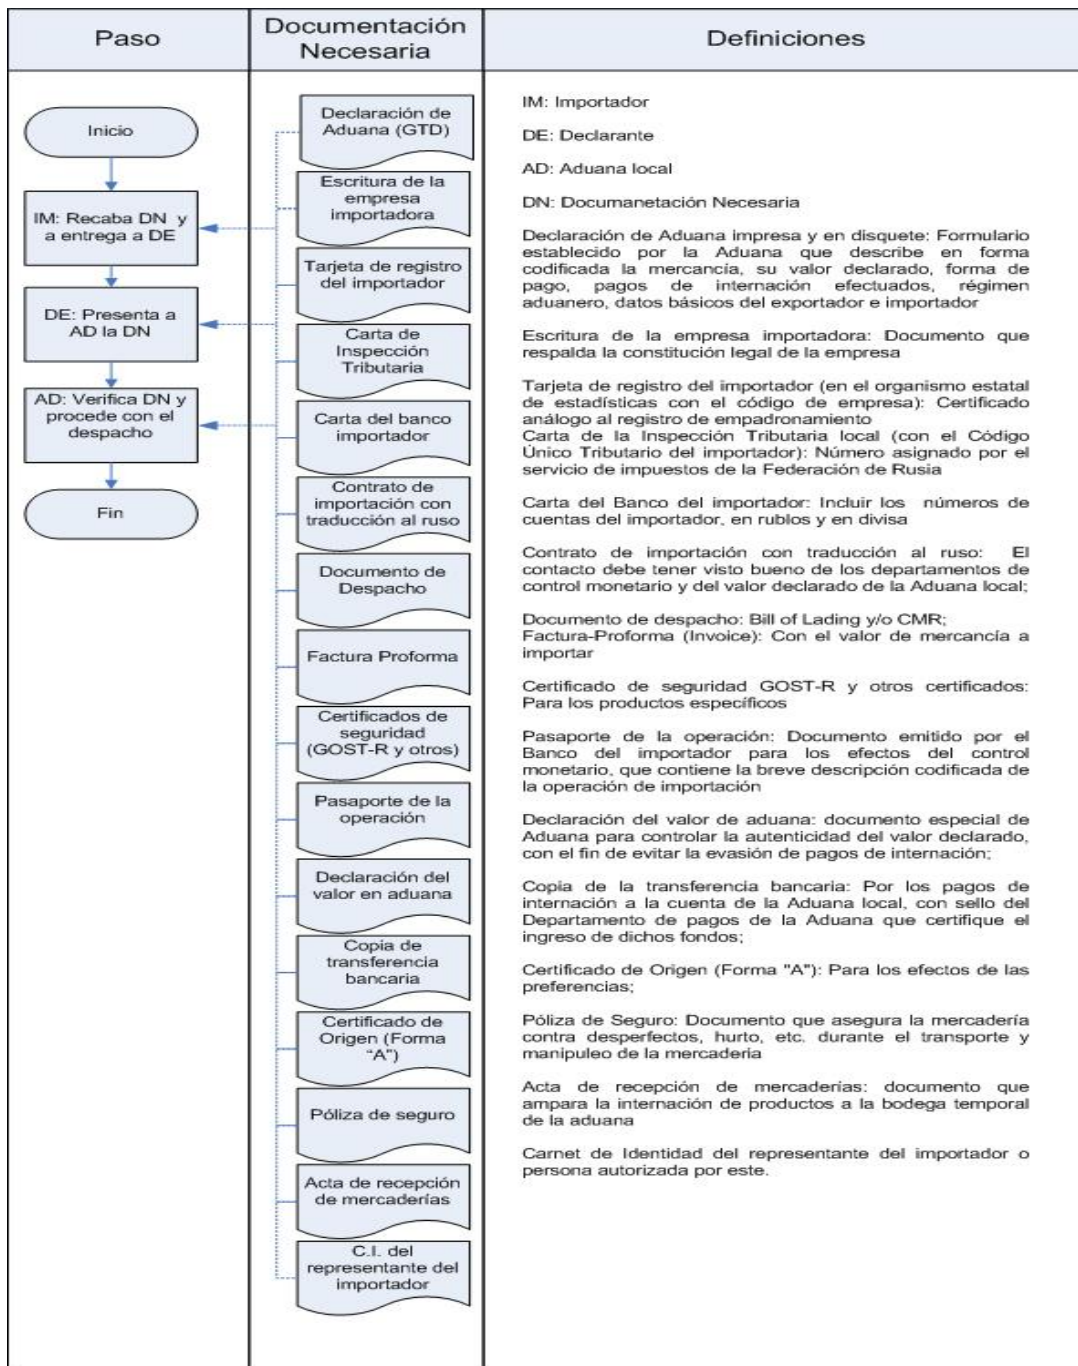 Paso
Documentación
Necesaria
Definiciones
Inicio
IM: Recaba DN y
a entrega a DE
DE: Presenta a
AD la DN
AD: Verifica DN y
procede con el
despacho
Fin
Declaración de
Aduana (GTD)
Escritura de la
empresa
importadora
Tarjeta de registro
del importador
Carta de
Inspección
Tributaria
Carta del banco
importador
Contrato de
importación con
traducción al ruso
Documento de
Despacho
Factura Proforma
Certificados de
seguridad
(GOST-R y otros)
Pasaporte de la
operación
Declaración del
valor en aduana
Copia de
transferencia
bancaria
Certificado de
Origen (Forma
“A”)
Póliza de seguro
Acta de recepción
de mercaderías
C.I. del
representante del
importador
IM: Importador
DE: Declarante
AD: Aduana local
DN: Documanetación Necesaria
Declaración de Aduana impresa y en disquete: Formulario
establecido por la Aduana que describe en forma
codificada la mercancía, su valor declarado, forma de
pago, pagos de internación efectuados, régimen
aduanero, datos básicos del exportador e importador
Escritura de la empresa importadora: Documento que
respalda la constitución legal de la empresa
Tarjeta de registro del importador (en el organismo estatal
de estadísticas con el código de empresa): Certificado
análogo al registro de empadronamiento
Carta de la Inspección Tributaria local (con el Código
Único Tributario del importador): Número asignado por el
servicio de impuestos de la Federación de Rusia
Carta del Banco del importador: Incluir los números de
cuentas del importador, en rublos y en divisa
Contrato de importación con traducción al ruso: El
contacto debe tener visto bueno de los departamentos de
control monetario y del valor declarado de la Aduana local;
Documento de despacho: Bill of Lading y/o CMR;
Factura-Proforma (Invoice): Con el valor de mercancía a
importar
Certificado de seguridad GOST-R y otros certificados:
Para los productos específicos
Pasaporte de la operación: Documento emitido por el
Banco del importador para los efectos del control
monetario, que contiene la breve descripción codificada de
la operación de importación
Declaración del valor de aduana: documento especial de
Aduana para controlar la autenticidad del valor declarado,
con el fin de evitar la evasión de pagos de internación;
Copia de la transferencia bancaria: Por los pagos de
internación a la cuenta de la Aduana local, con sello del
Departamento de pagos de la Aduana que certifique el
ingreso de dichos fondos;
Certificado de Origen (Forma "A"): Para los efectos de las
preferencias;
Póliza de Seguro: Documento que asegura la mercadería
contra desperfectos, hurto, etc. durante el transporte y
manipuleo de la mercaderia
Acta de recepción de mercaderías: documento que
ampara la internación de productos a la bodega temporal
de la aduana
Carnet de Identidad del representante del importador o
persona autorizada por este.